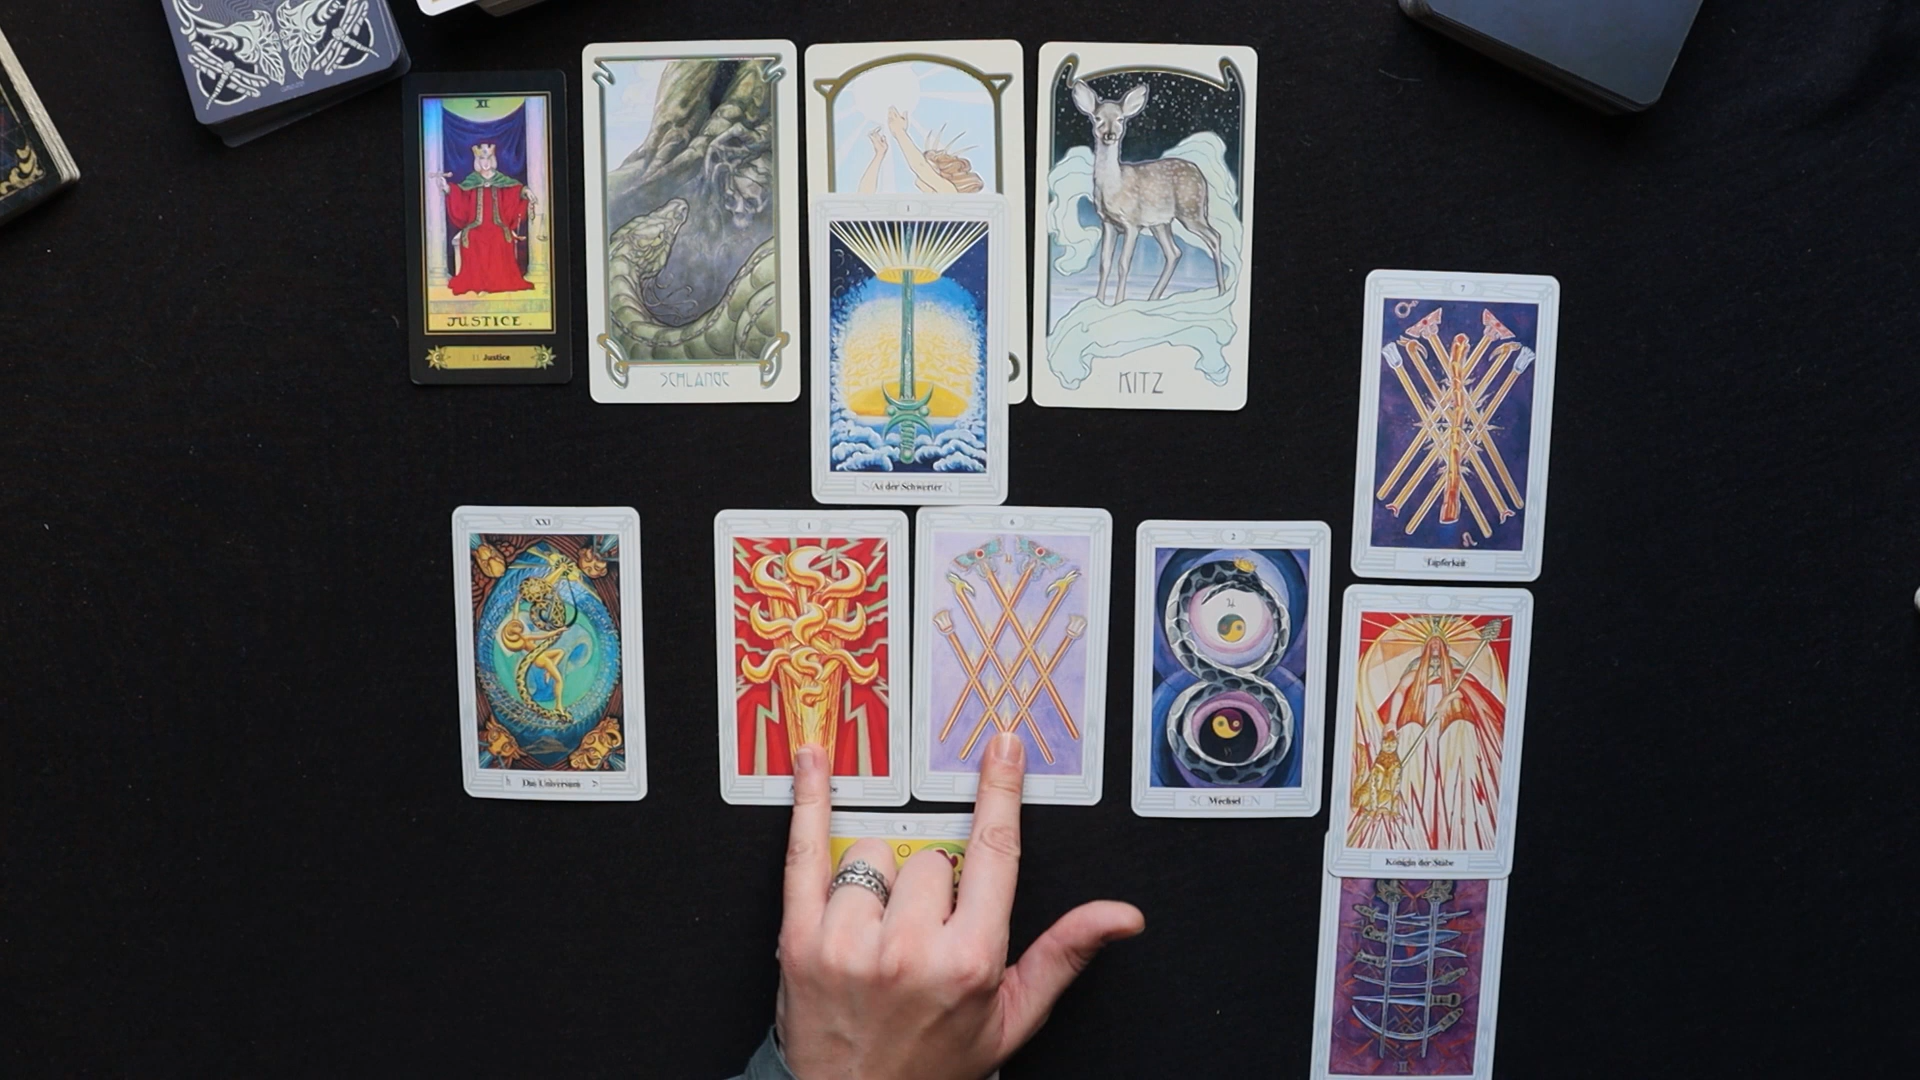 XI
JUSTICE
11 Justice
SCHLANGE
KITZ
1
As der Schwerter
7
Tapferkeit
XXI
Das Universum
1
6
2
Wechsel
Königin der Stäbe
8